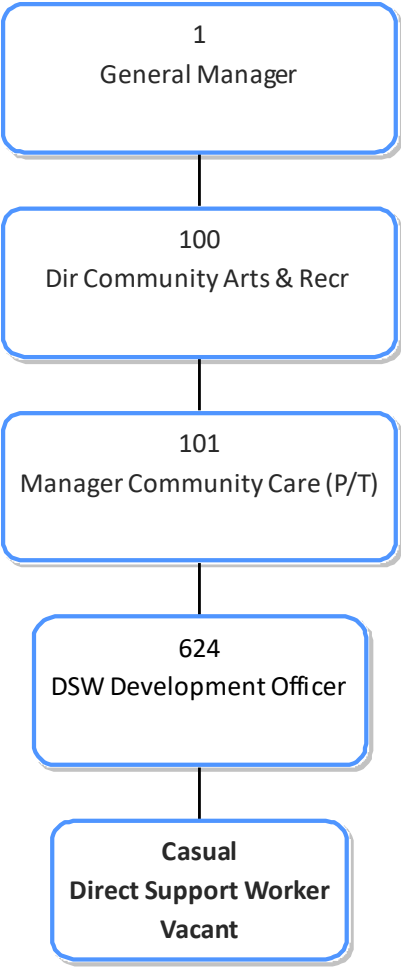 1
General Manager
100
Dir Community Arts & Recr
101
Manager Community Care (P/T)
624
DSW Development Officer
Casual
Direct Support Worker
Vacant